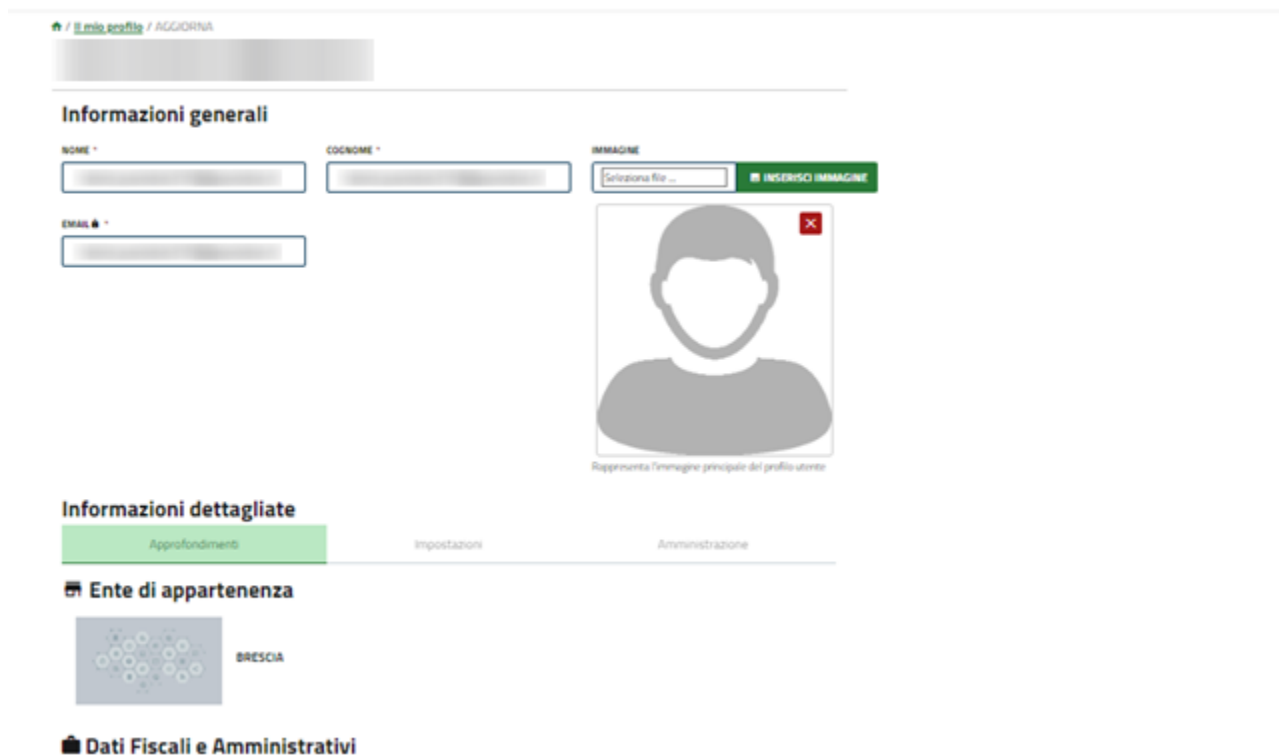 / Il mio profilo / AGGIORNA
Informazioni generali
NOME *
COGNOME *
IMMAGINE
Seleziona file ...
INSERISCI IMMAGINE
EMAIL *
Rappresenta l'immagine principale del profilo utente
Informazioni dettagliate
Approfondimenti
Impostazioni
Amministrazione
Ente di appartenenza
BRESCIA
Dati Fiscali e Amministrativi